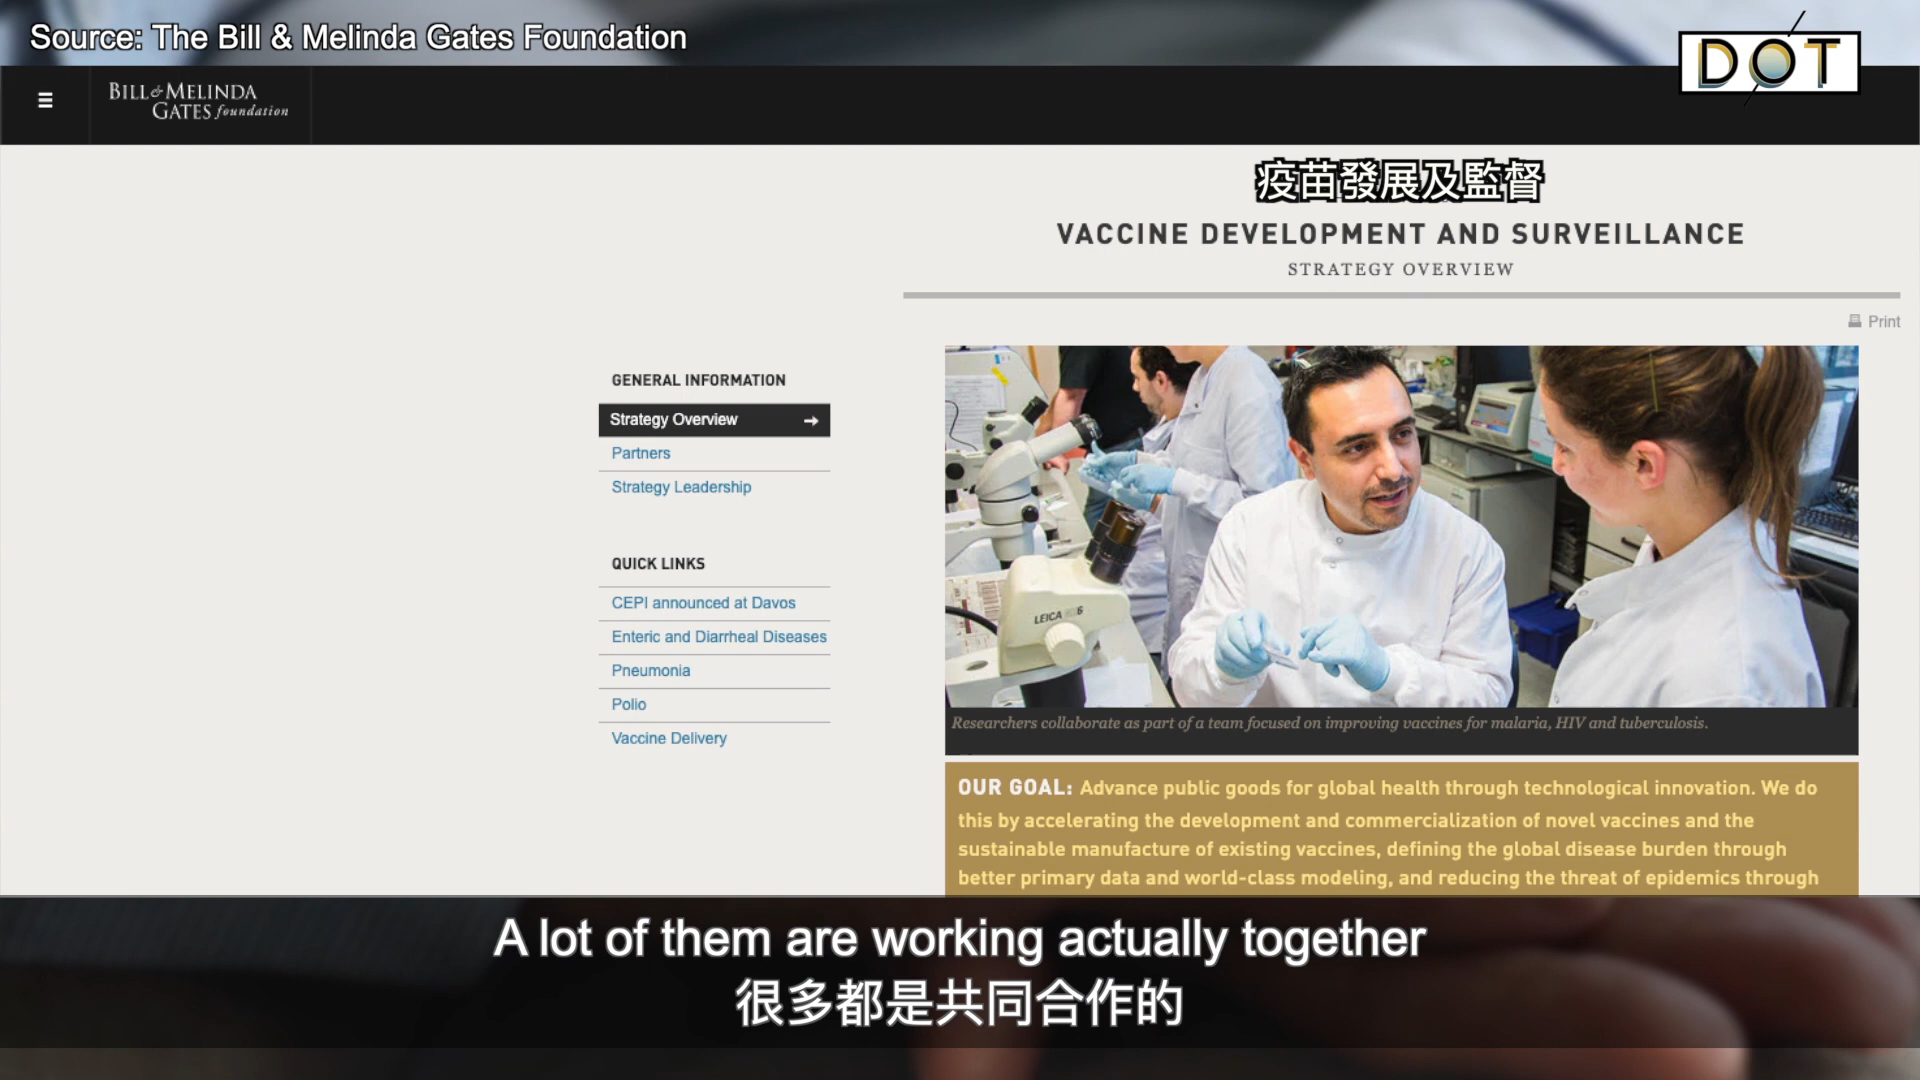 Source: The Bill & Melinda Gates Foundation
DOT
BILL & MELINDA
GATES foundation
疫苗發展及監督
VACCINE DEVELOPMENT AND SURVEILLANCE
STRATEGY OVERVIEW
Print
GENERAL INFORMATION
Strategy Overview
Partners
Strategy Leadership
QUICK LINKS
CEPI announced at Davos
Enteric and Diarrheal Diseases
Pneumonia
Polio
Vaccine Delivery
LEICA
Researchers collaborate as part of a team focused on improving vaccines for malaria, HIV and tuberculosis.
OUR GOAL: Advance public goods for global health through technological innovation. We do
this by accelerating the development and commercialization of novel vaccines and the
sustainable manufacture of existing vaccines, defining the global disease burden through
better primary data and world-class modeling, and reducing the threat of epidemics through
A lot of them are working actually together
很多都是共同合作的